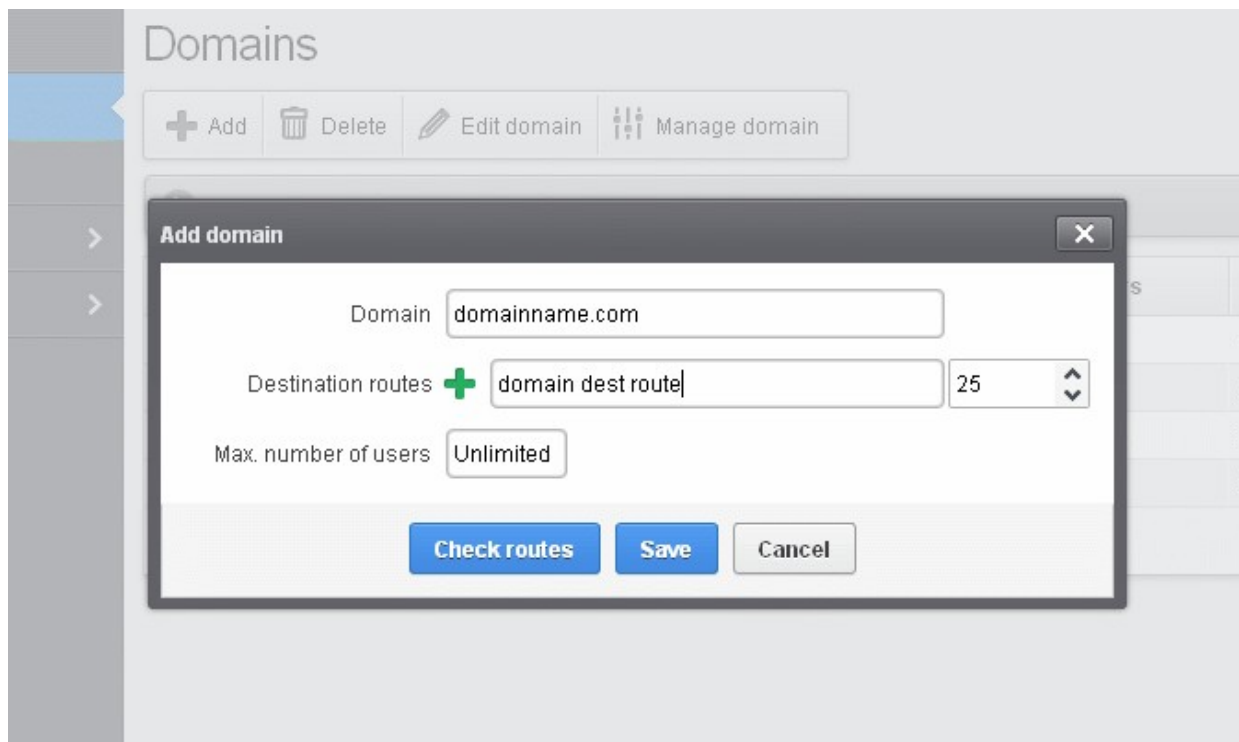 Domains
Add Delete Edit domain Manage domain
Add domain
Domain domainname.com
Destination routes domain dest route 25
Max. number of users Unlimited
Check routes Save Cancel